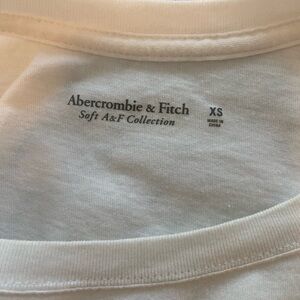 Abercrombie & Fitch XS
Soft A&F Collection MADE IN
CHINA